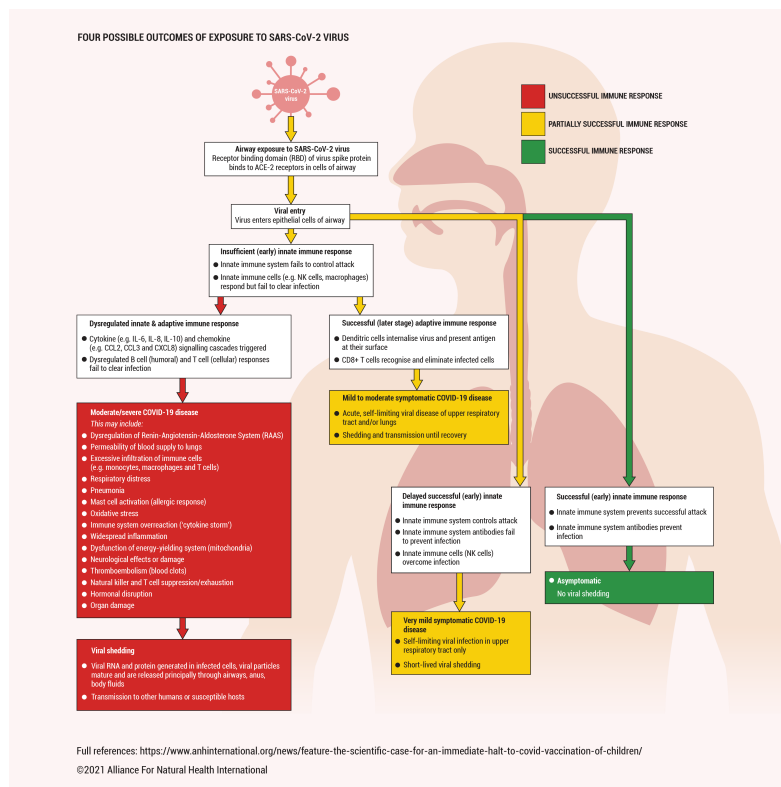 FOUR POSSIBLE OUTCOMES OF EXPOSURE TO SARS-CoV-2 VIRUS
SARS-CoV-2
virus
UNSUCCESSFUL IMMUNE RESPONSE
PARTIALLY SUCCESSFUL IMMUNE RESPONSE
SUCCESSFUL IMMUNE RESPONSE
Airway exposure to SARS-CoV-2 virus
Receptor binding domain (RBD) of virus spike protein
binds to ACE-2 receptors in cells of airway
Viral entry
Virus enters epithelial cells of airway
Insufficient (early) innate immune response
● Innate immune system fails to control attack
● Innate immune cells (e.g. NK cells, macrophages)
respond but fail to clear infection
Dysregulated innate & adaptive immune response
● Cytokine (e.g. IL-6, IL-8, IL-10) and chemokine
(e.g. CCL2, CCL3 and CXCL8) signalling cascades triggered
● Dysregulated B cell (humoral) and T cell (cellular) responses
fail to clear infection
Successful (later stage) adaptive immune response
● Denditric cells internalise virus and present antigen
at their surface
● CD8+ T cells recognise and eliminate infected cells
Mild to moderate symptomatic COVID-19 disease
● Acute, self-limiting viral disease of upper respiratory
tract and/or lungs
● Shedding and transmission until recovery
Moderate/severe COVID-19 disease
This may include:
● Dysregulation of Renin-Angiotensin-Aldosterone System (RAAS)
● Permeability of blood supply to lungs
● Excessive infiltration of immune cells
(e.g. monocytes, macrophages and T cells)
● Respiratory distress
● Pneumonia
● Mast cell activation (allergic response)
● Oxidative stress
● Immune system overreaction ('cytokine storm')
● Widespread inflammation
● Dysfunction of energy-yielding system (mitochondria)
● Neurological effects or damage
● Thromboembolism (blood clots)
● Natural killer and T cell suppression/exhaustion
● Hormonal disruption
● Organ damage
Delayed successful (early) innate
immune response
● Innate immune system controls attack
● Innate immune system antibodies fail
to prevent infection
● Innate immune cells (NK cells)
overcome infection
Successful (early) innate immune response
● Innate immune system prevents successful attack
● Innate immune system antibodies prevent
infection
● Asymptomatic
No viral shedding
Very mild symptomatic COVID-19
disease
● Self-limiting viral infection in upper
respiratory tract only
● Short-lived viral shedding
Viral shedding
● Viral RNA and protein generated in infected cells, viral particles
mature and are released principally through airways, anus,
body fluids
● Transmission to other humans or susceptible hosts
Full references: https://www.anhinternational.org/news/feature-the-scientific-case-for-an-immediate-halt-to-covid-vaccination-of-children/
©2021 Alliance For Natural Health International